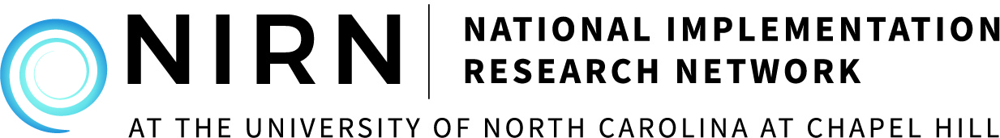 NIRN
NATIONAL IMPLEMENTATION
RESEARCH NETWORK
AT THE UNIVERSITY OF NORTH CAROLINA AT CHAPEL HILL